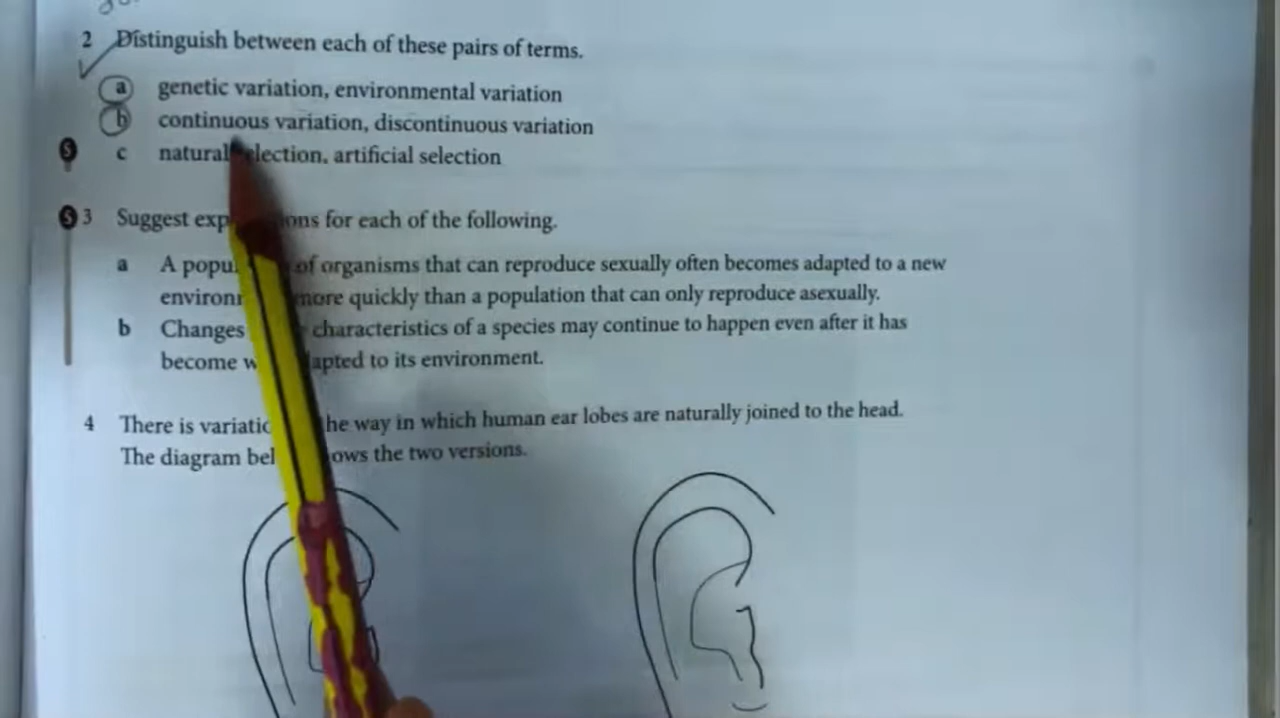 2 Distinguish between each of these pairs of terms.
a genetic variation, environmental variation
b continuous variation, discontinuous variation
S c natural election, artificial selection
S 3 Suggest exp ons for each of the following.
a A popu of organisms that can reproduce sexually often becomes adapted to a new
environ more quickly than a population that can only reproduce asexually.
b Changes characteristics of a species may continue to happen even after it has
become w apted to its environment.
4 There is variatio he way in which human ear lobes are naturally joined to the head.
The diagram bel ows the two versions.